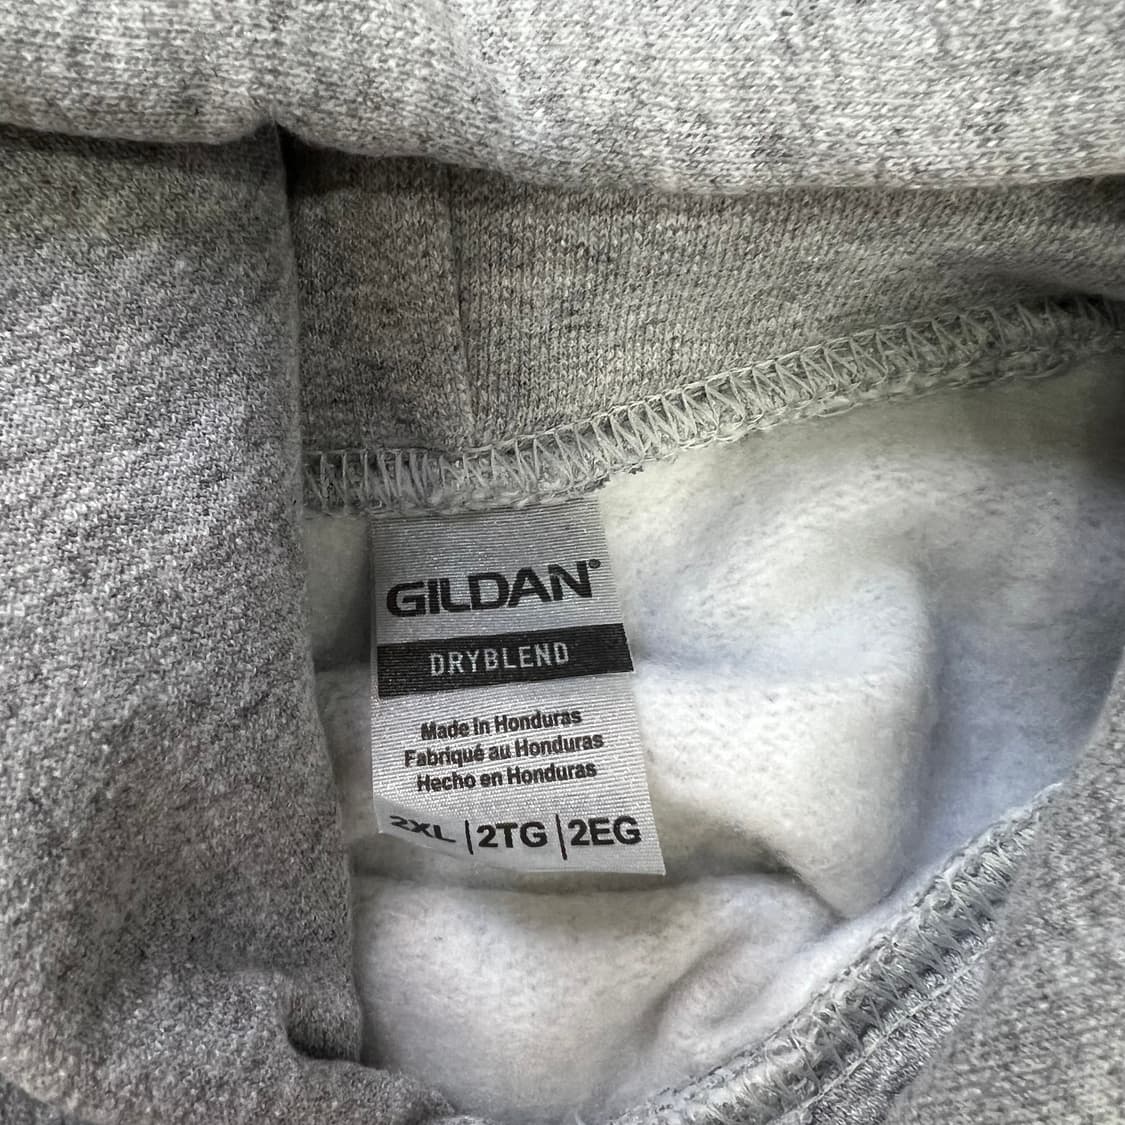 GILDAN®
DRYBLEND
Made in Honduras
Fabriqué au Honduras
Hecho en Honduras
2XL | 2TG | 2EG